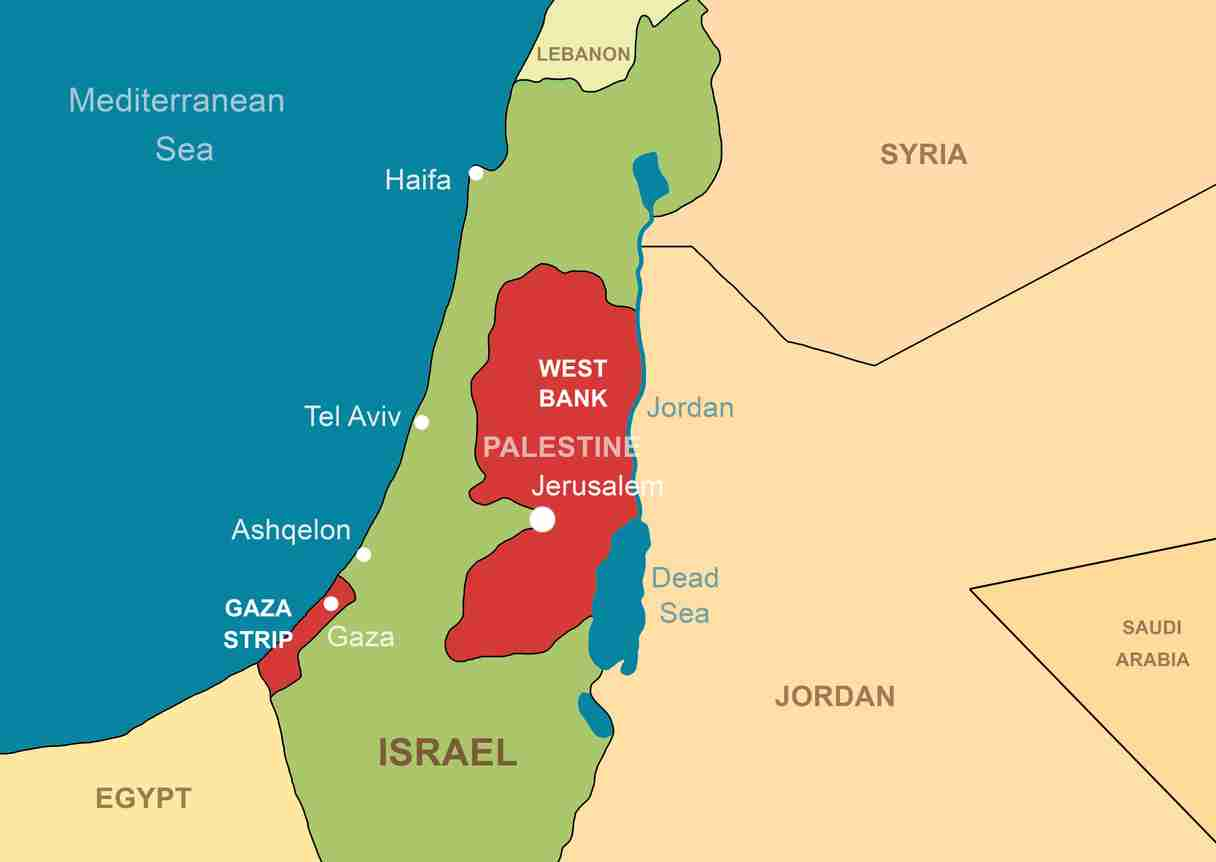 LEBANON
Mediterranean
Sea
SYRIA
Haifa
WEST
BANK
Jordan
Tel Aviv
PALESTINE
Jerusalem
Ashqelon
Dead
Sea
GAZA
STRIP
Gaza
SAUDI
ARABIA
JORDAN
ISRAEL
EGYPT